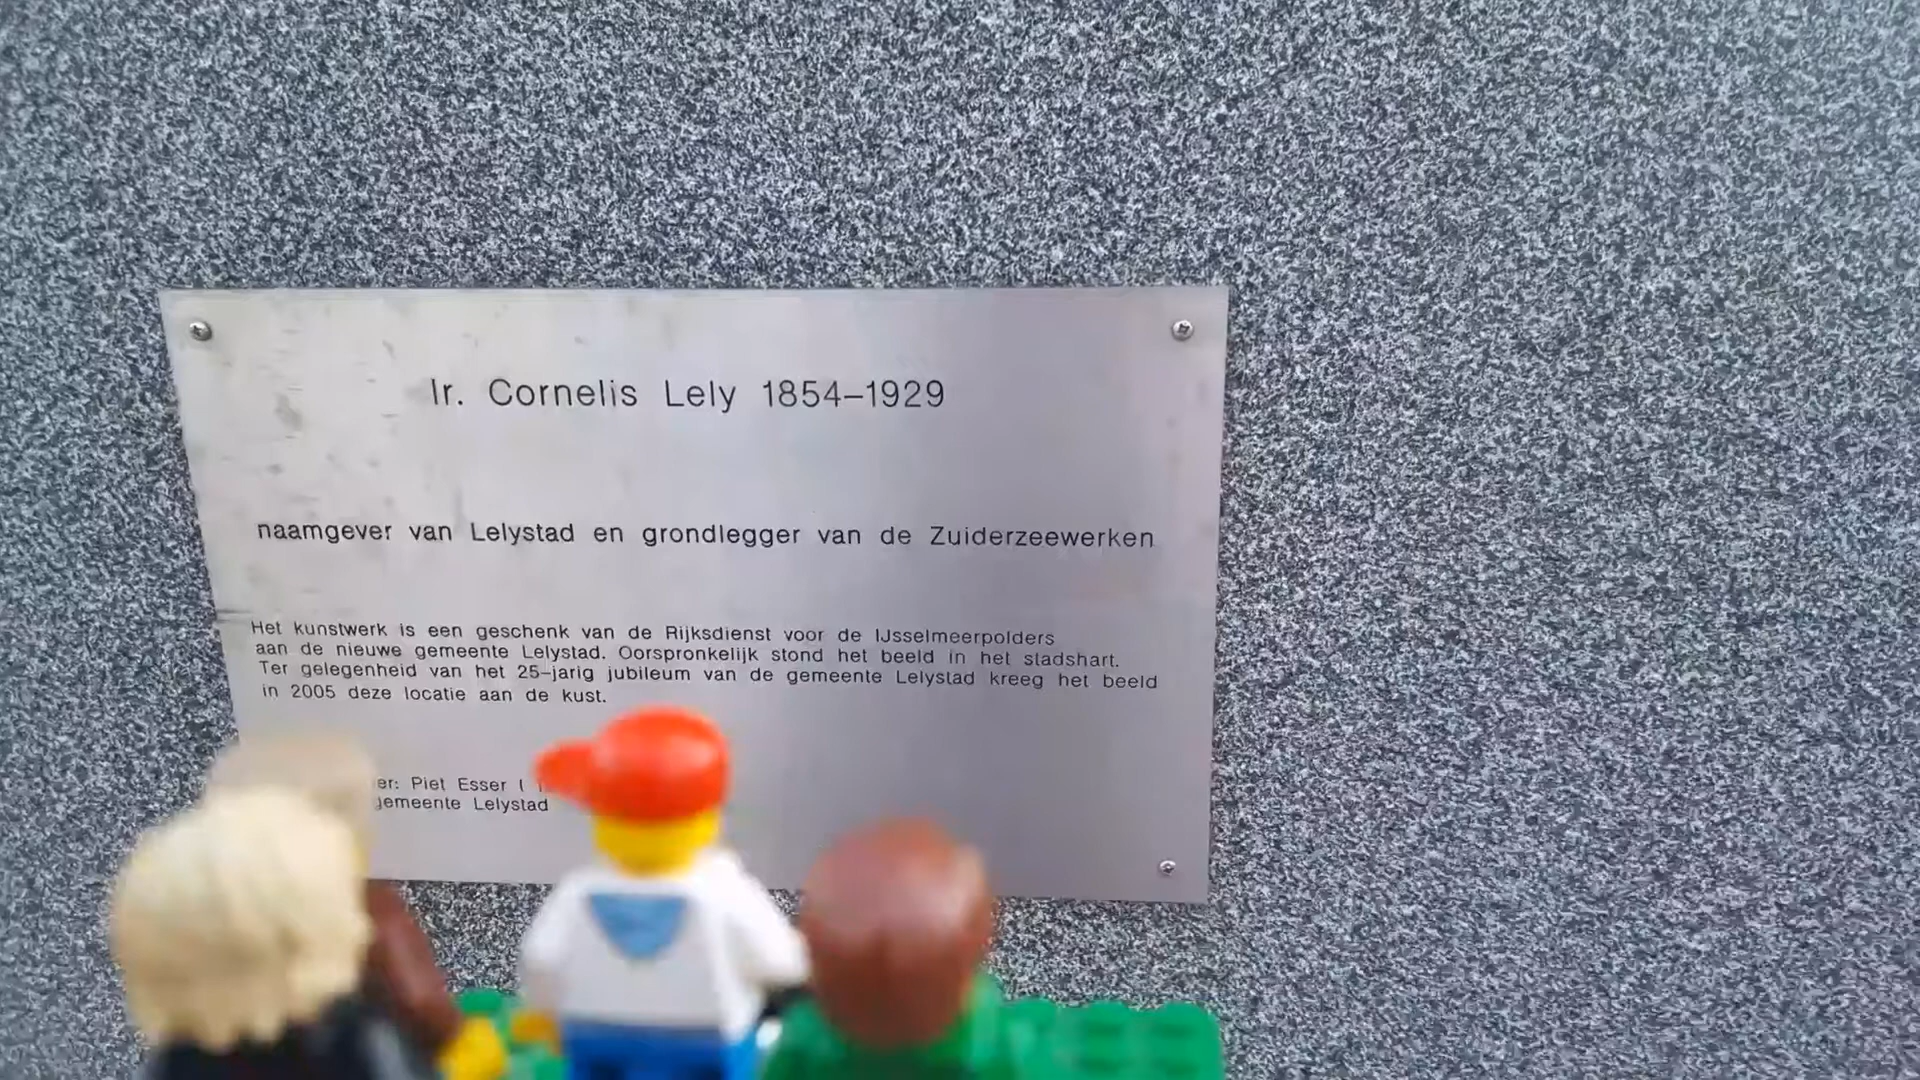 Ir. Cornelis Lely 1854–1929
naamgever van Lelystad en grondlegger van de Zuiderzeewerken
Het kunstwerk is een geschenk van de Rijksdienst voor de IJsselmeerpolders
aan de nieuwe gemeente Lelystad. Oorspronkelijk stond het beeld in het stadshart.
Ter gelegenheid van het 25–jarig jubileum van de gemeente Lelystad kreeg het beeld
in 2005 deze locatie aan de kust.
er: Piet Esser
gemeente Lelystad